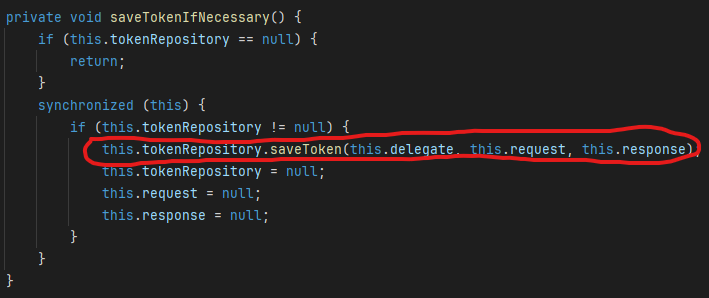 private void saveTokenIfNecessary() {
if (this.tokenRepository == null) {
return;
}
synchronized (this) {
if (this.tokenRepository != null) {
this.tokenRepository.saveToken(this.delegate, this.request, this.response);
this.tokenRepository = null;
this.request = null;
this.response = null;
}
}
}